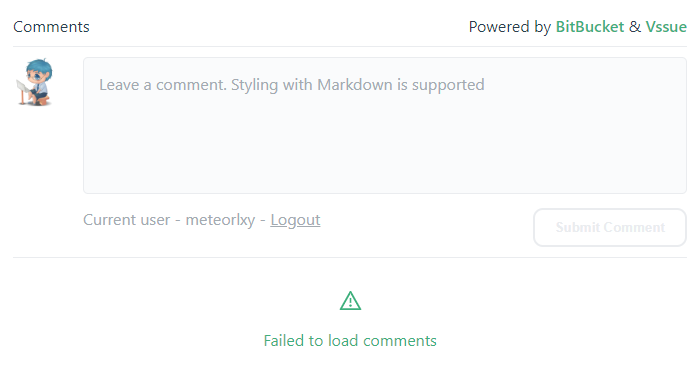 Comments
Powered by BitBucket & Vssue
Leave a comment. Styling with Markdown is supported
Current user - meteorlxy - Logout
Submit Comment
Failed to load comments